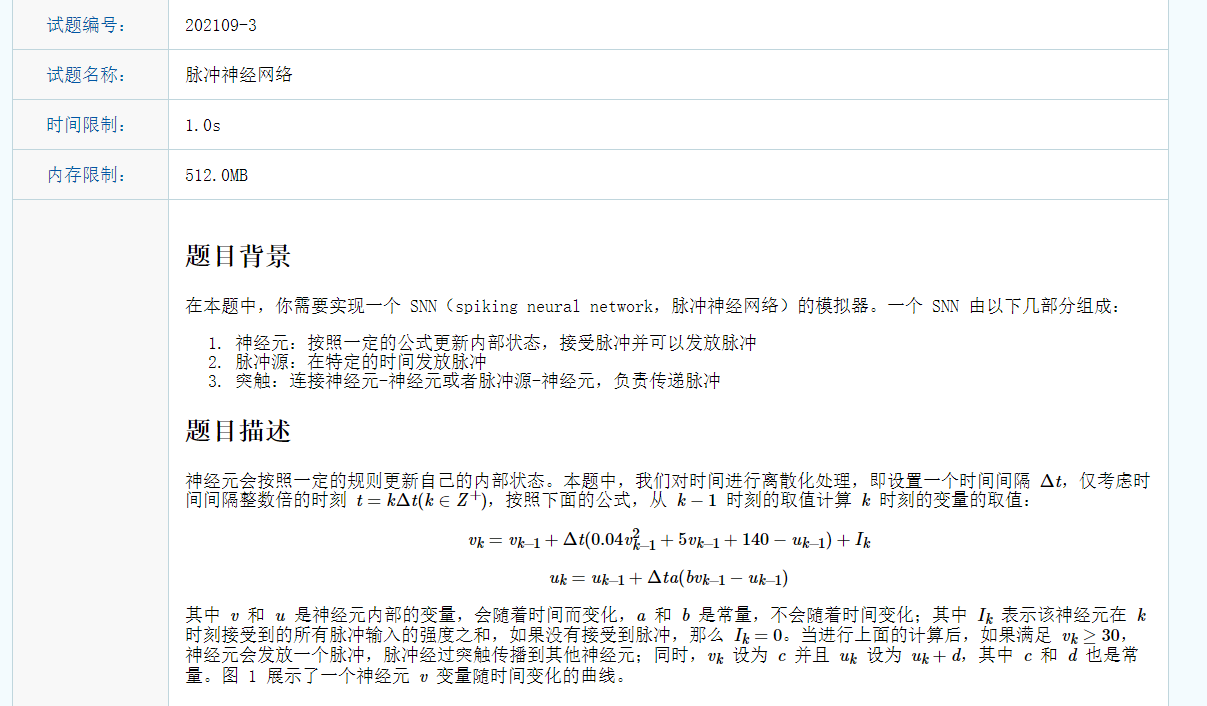 试题编号： 202109-3
试题名称： 脉冲神经网络
时间限制： 1.0s
内存限制： 512.0MB
题目背景
在本题中，你需要实现一个 SNN（spiking neural network，脉冲神经网络）的模拟器。一个 SNN 由以下几部分组成：
1. 神经元：按照一定的公式更新内部状态，接受脉冲并可以发放脉冲
2. 脉冲源：在特定的时间发放脉冲
3. 突触：连接神经元-神经元或者脉冲源-神经元，负责传递脉冲
题目描述
神经元会按照一定的规则更新自己的内部状态。本题中，我们对时间进行离散化处理，即设置一个时间间隔 Δt，仅考虑时
间间隔整数倍的时刻 t = kΔt(k ∈ Z⁺)，按照下面的公式，从 k − 1 时刻的取值计算 k 时刻的变量的取值：
v_k = v_{k−1} + Δt(0.04v²_{k−1} + 5v_{k−1} + 140 − u_{k−1}) + I_k
u_k = u_{k−1} + Δta(bv_{k−1} − u_{k−1})
其中 v 和 u 是神经元内部的变量，会随着时间而变化，a 和 b 是常量，不会随着时间变化；其中 I_k 表示该神经元在 k
时刻接受到的所有脉冲输入的强度之和，如果没有接受到脉冲，那么 I_k = 0。当进行上面的计算后，如果满足 v_k ≥ 30，
神经元会发放一个脉冲，脉冲经过突触传播到其他神经元；同时，v_k 设为 c 并且 u_k 设为 u_k + d，其中 c 和 d 也是常
量。图 1 展示了一个神经元 v 变量随时间变化的曲线。